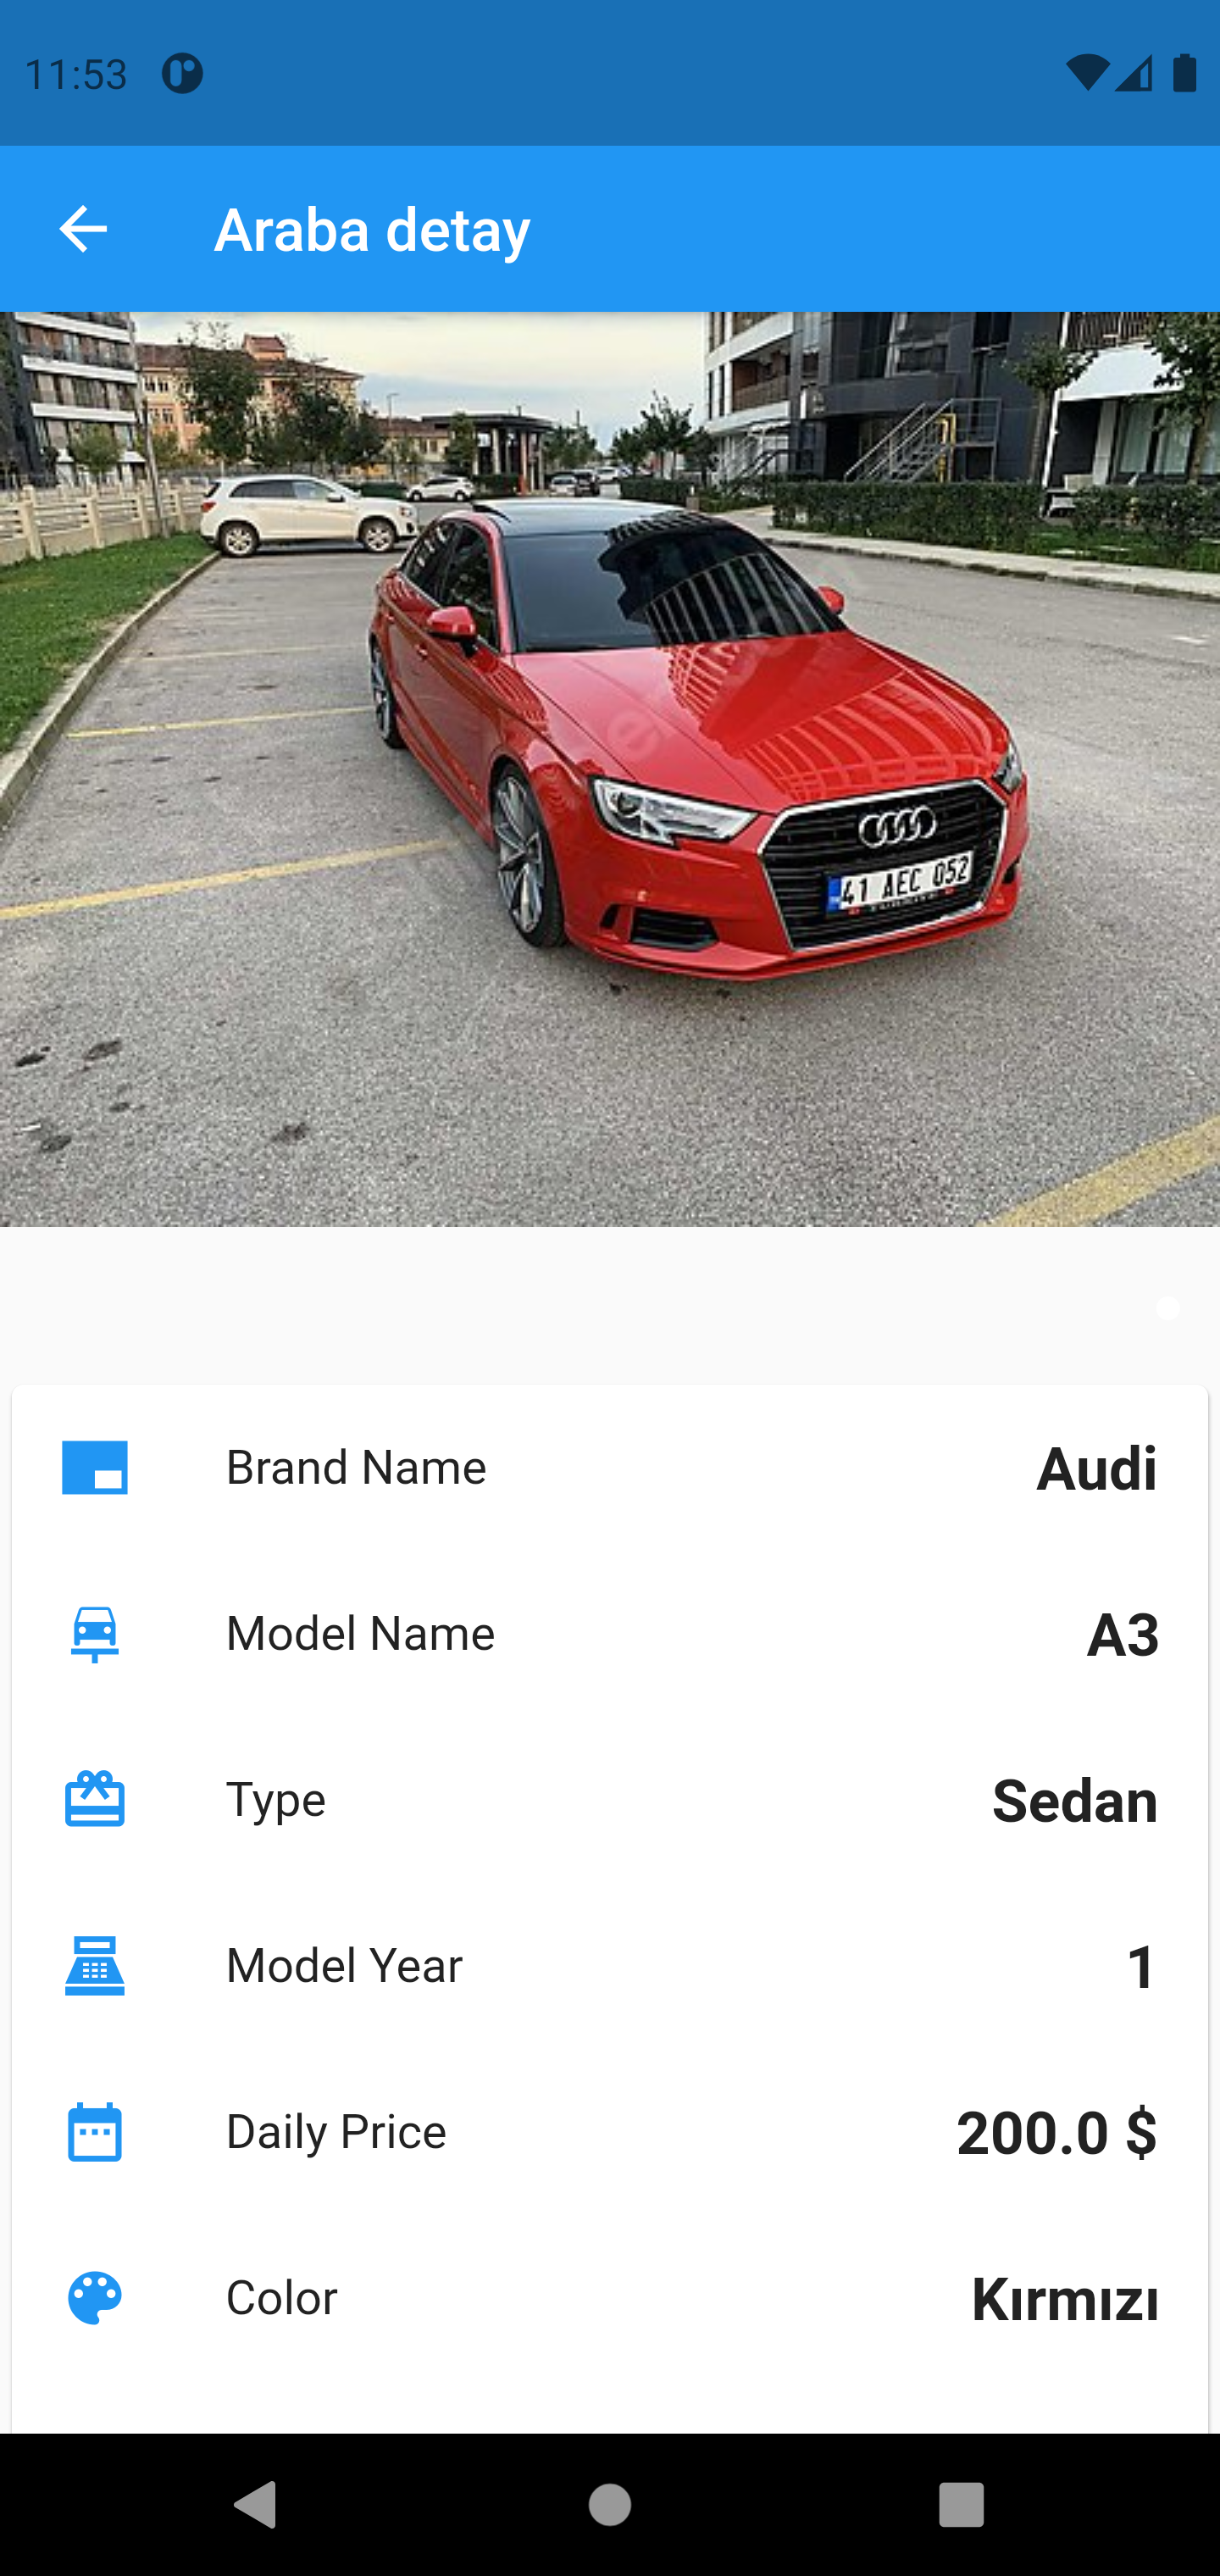 11:53
Araba detay
41 AEC 052
Brand Name Audi
Model Name A3
Type Sedan
Model Year 1
Daily Price 200.0 $
Color Kırmızı